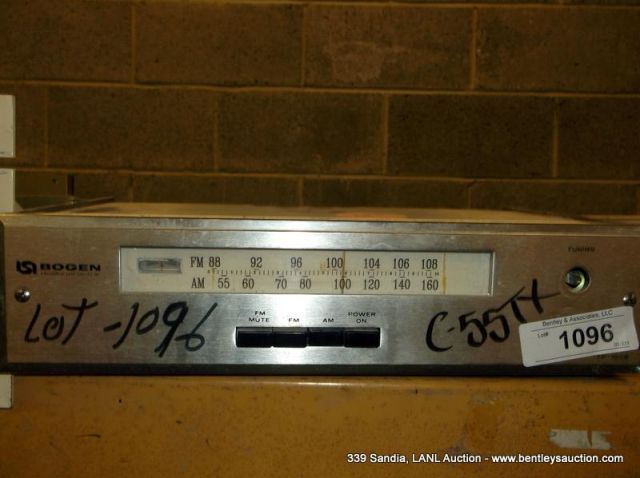 BOGEN
FM 88 92 96 100 104 106 108
AM 55 60 70 80 100 120 140 160
TUNING
LOT -1096
FM MUTE
FM
AM
POWER ON
C-55TX
Bentley & Associates, LLC
Lot#
1096
339 Sandia, LANL Auction - www.bentleysauction.com